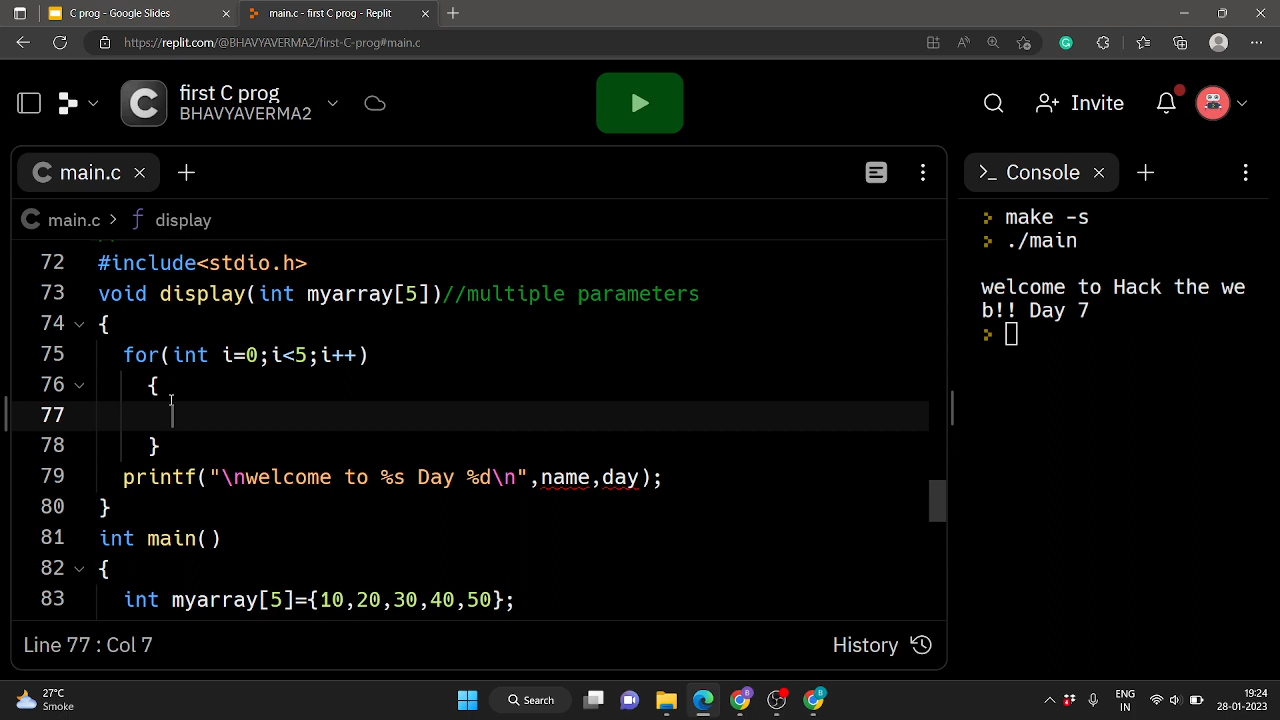 C prog - Google Slides
main.c - first C prog - Replit
https://replit.com/@BHAVYAVERMA2/first-C-prog#main.c
first C prog
BHAVYAVERMA2
Invite
main.c
Console
main.c > display
72 #include<stdio.h>
73 void display(int myarray[5])//multiple parameters
74 {
75 for(int i=0;i<5;i++)
76 {
77
78 }
79 printf("\nwelcome to %s Day %d\n",name,day);
80 }
81 int main()
82 {
83 int myarray[5]={10,20,30,40,50};
make -s
./main
welcome to Hack the we
b!! Day 7
Line 77 : Col 7
History
27°C
Smoke
Search
ENG
IN
19:24
28-01-2023